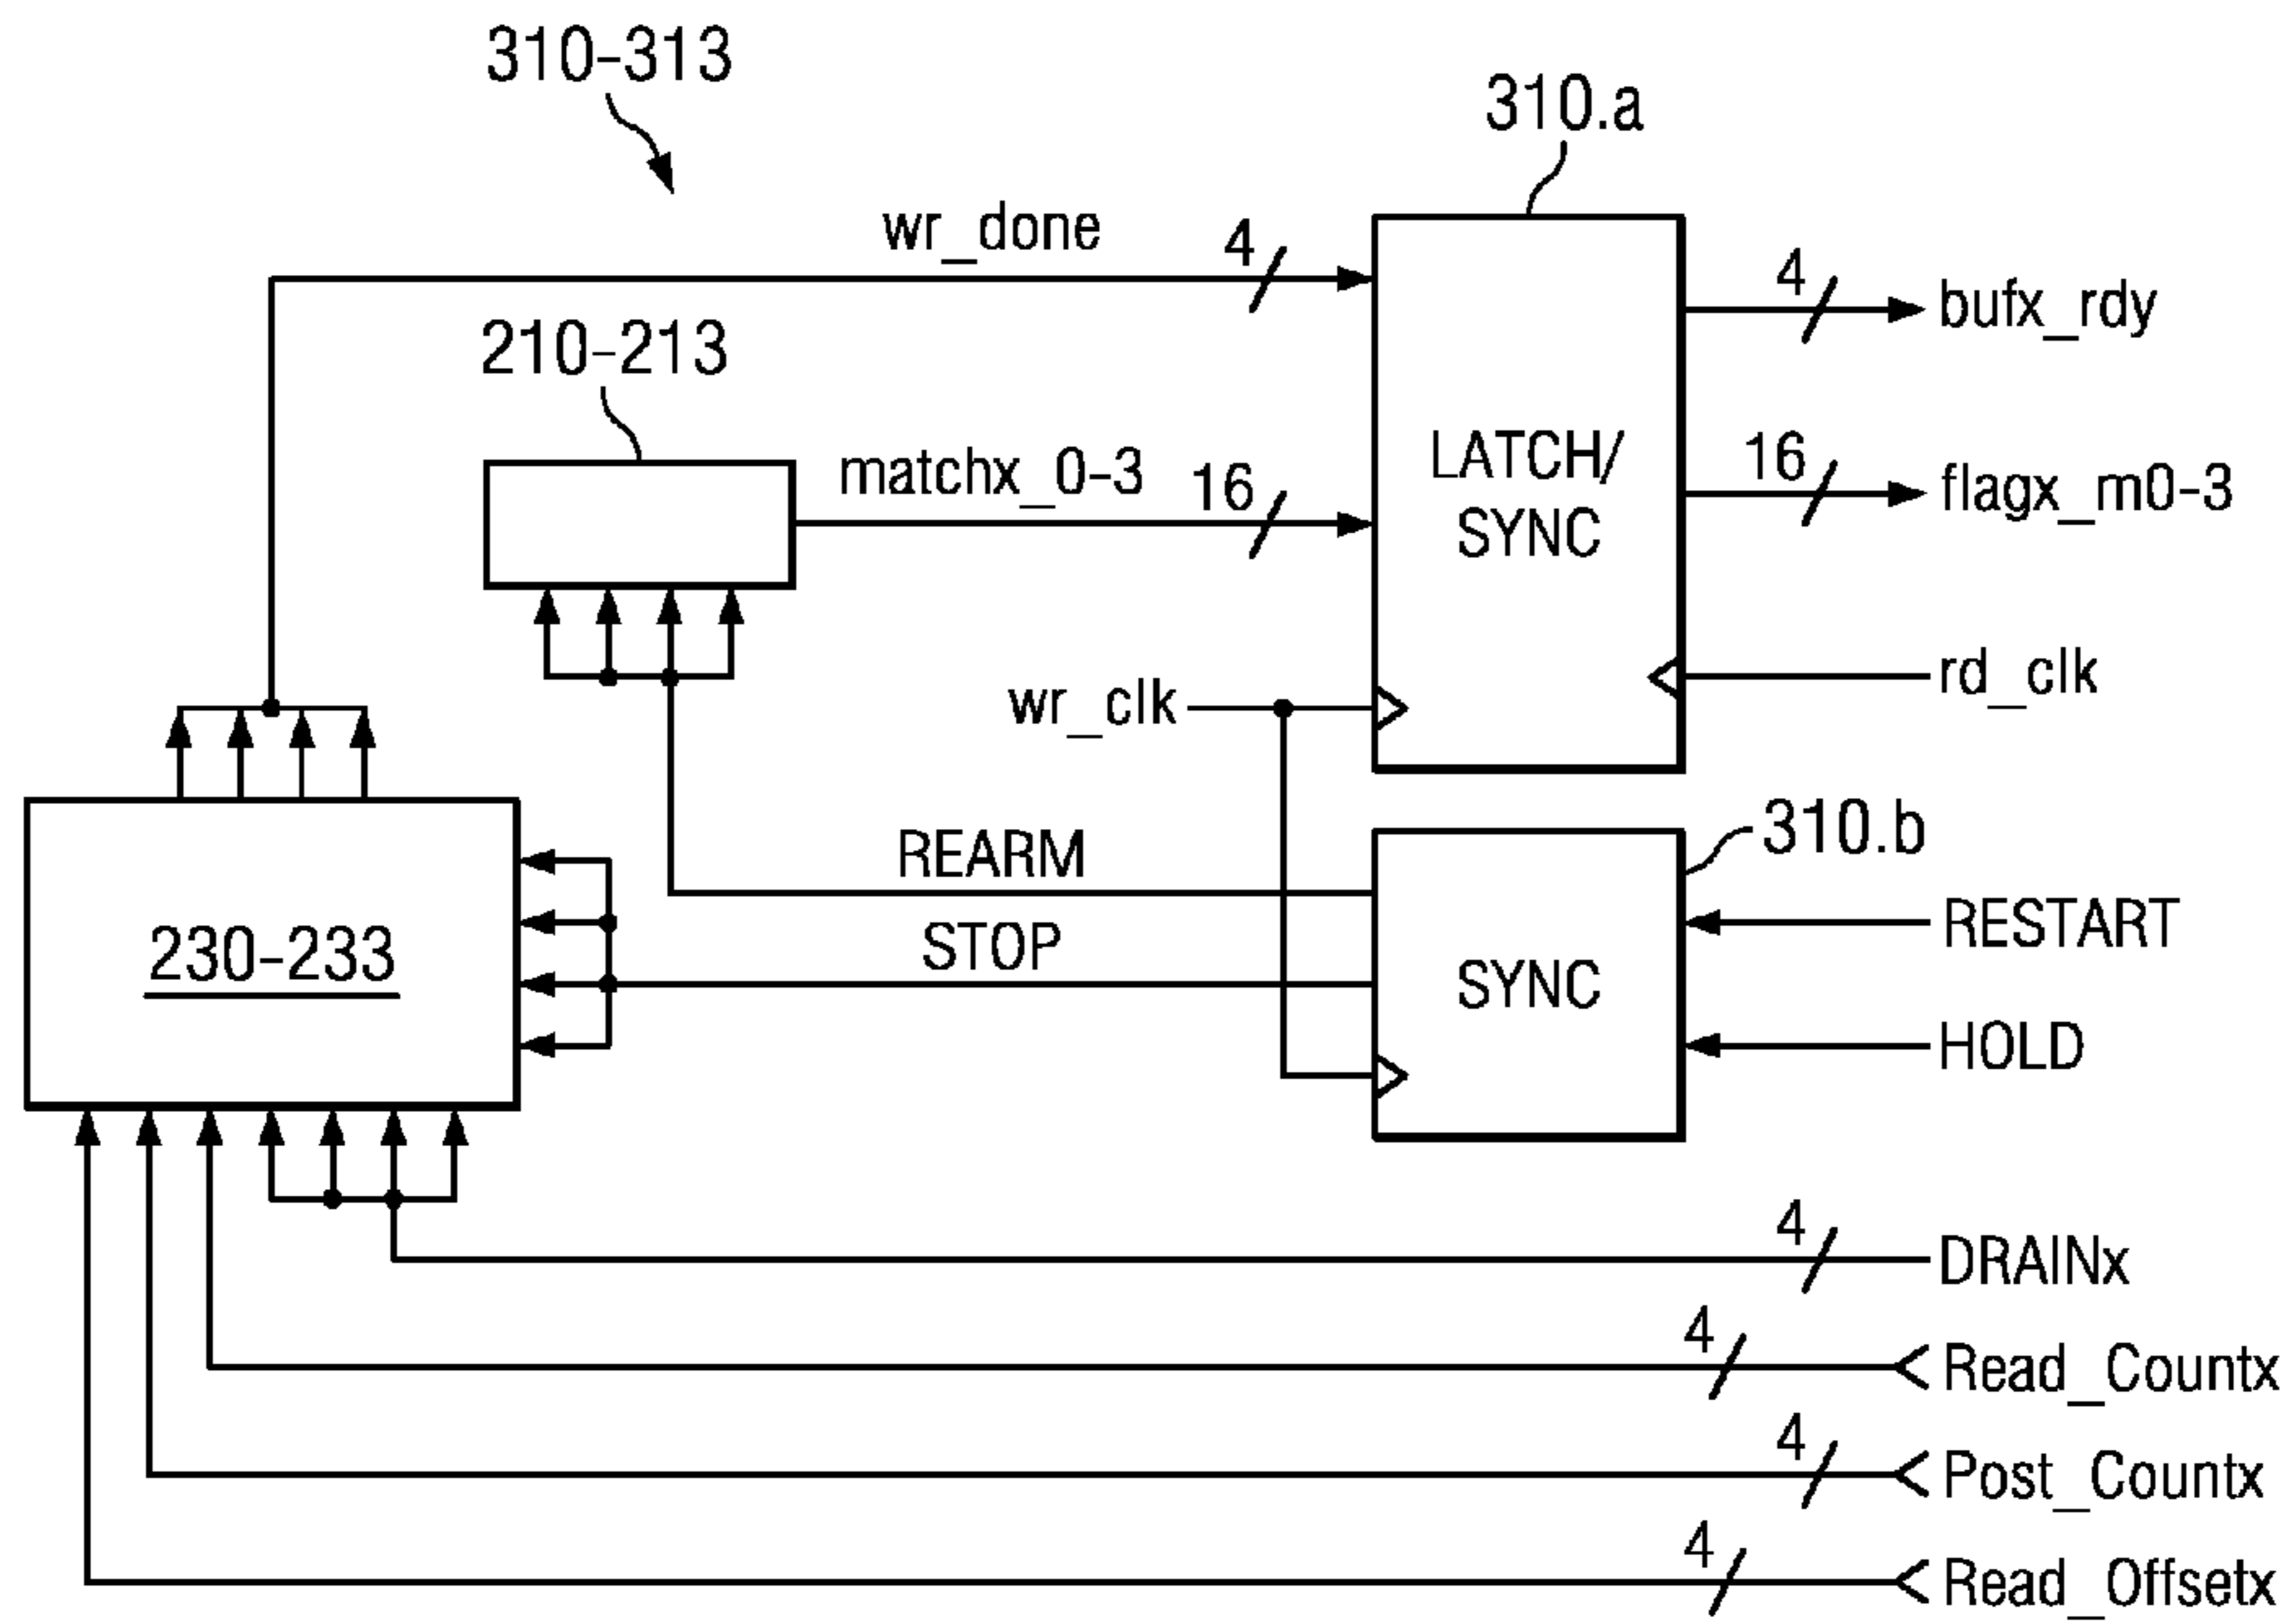 310-313
310.a
wr_done
4
4
bufx_rdy
210-213
matchx_0-3
16
LATCH/
SYNC
16
flagx_m0-3
wr_clk
rd_clk
REARM
310.b
STOP
230-233
SYNC
RESTART
HOLD
4
DRAINx
4
Read_Countx
4
Post_Countx
4
Read_Offsetx